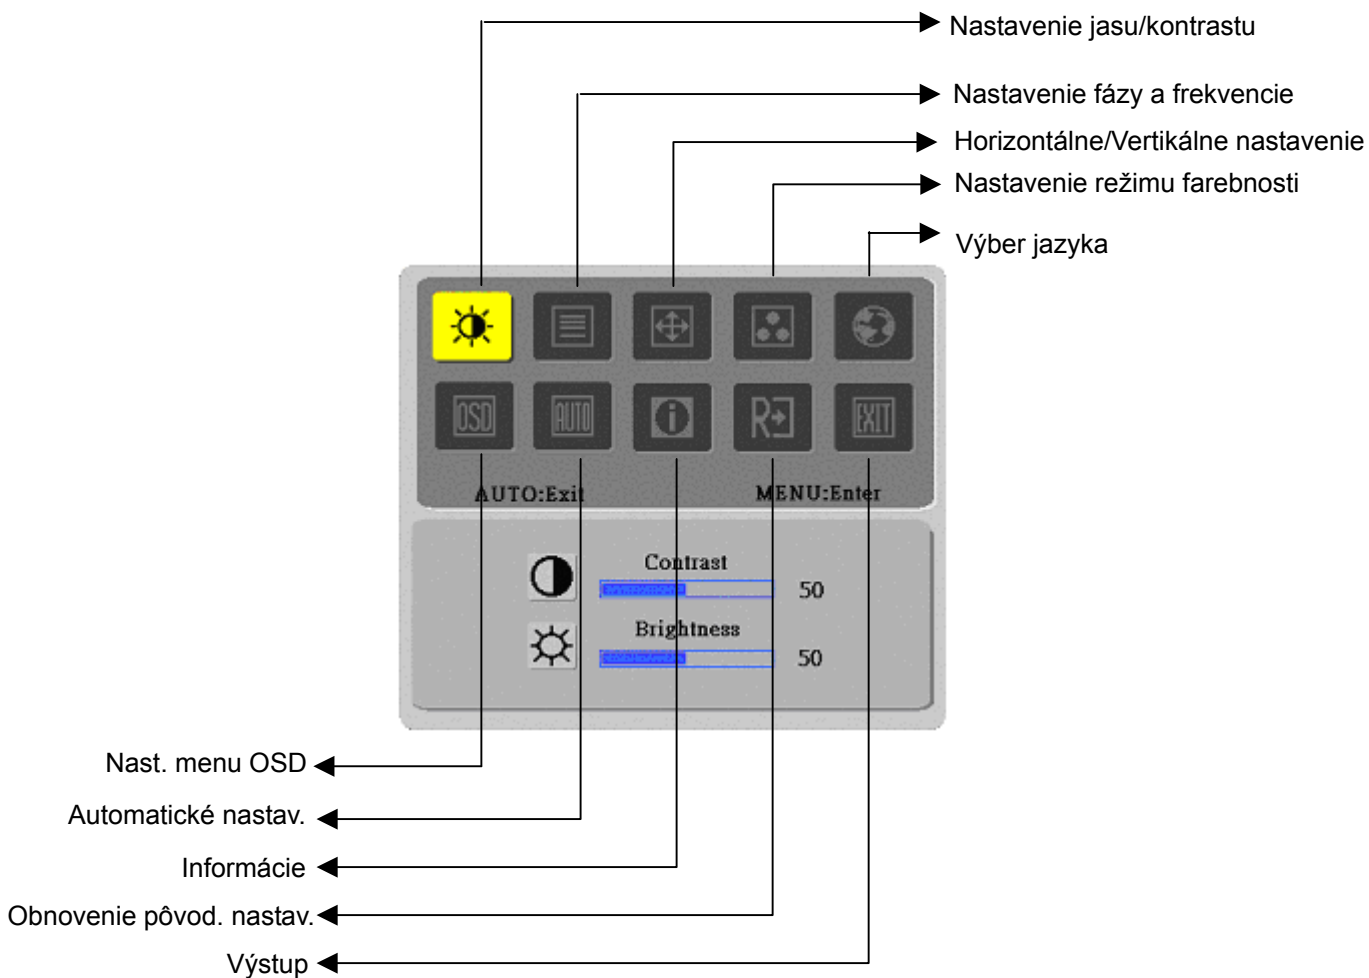 Nastavenie jasu/kontrastu
Nastavenie fázy a frekvencie
Horizontálne/Vertikálne nastavenie
Nastavenie režimu farebnosti
Výber jazyka
OSD AUTO i R EXIT
AUTO:Exit MENU:Enter
Contrast
50
Brightness
50
Nast. menu OSD
Automatické nastav.
Informácie
Obnovenie pôvod. nastav.
Výstup